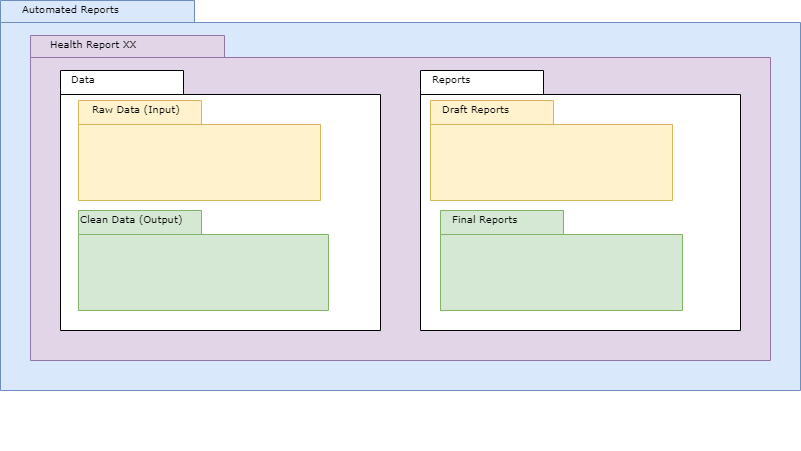 Automated Reports
Health Report XX
Data
Reports
Raw Data (Input)
Draft Reports
Clean Data (Output)
Final Reports